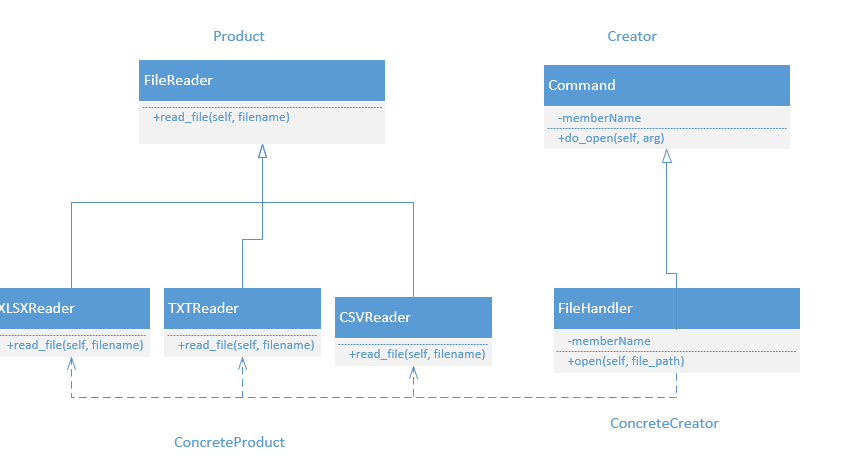 Product
Creator
FileReader
+read_file(self, filename)
Command
-memberName
+do_open(self, arg)
XLSXReader
+read_file(self, filename)
TXTReader
+read_file(self, filename)
CSVReader
+read_file(self, filename)
FileHandler
-memberName
+open(self, file_path)
ConcreteProduct
ConcreteCreator